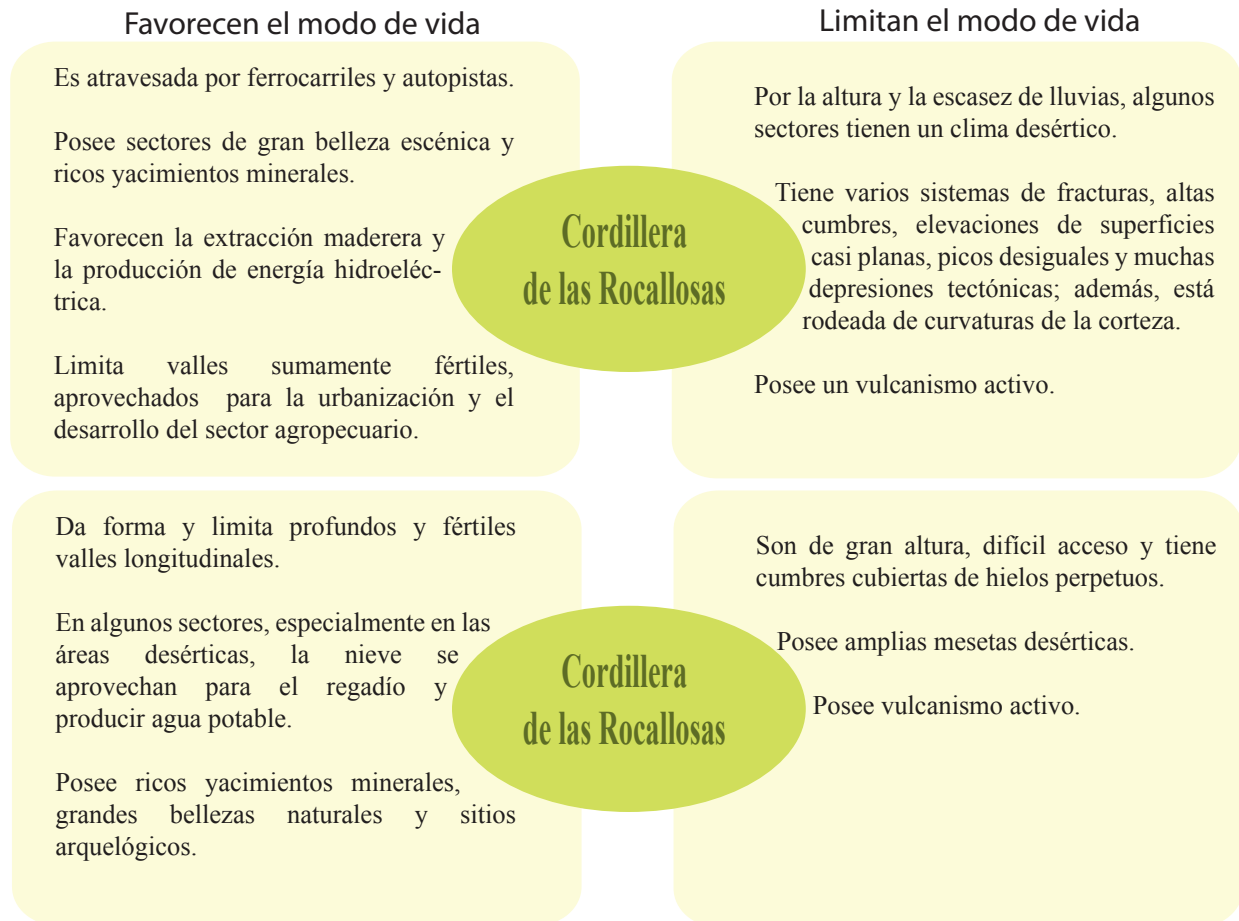 Favorecen el modo de vida
Limitan el modo de vida
Es atravesada por ferrocarriles y autopistas.
Posee sectores de gran belleza escénica y
ricos yacimientos minerales.
Favorecen la extracción maderera y
la producción de energía hidroeléc-
trica.
Limita valles sumamente fértiles,
aprovechados para la urbanización y el
desarrollo del sector agropecuario.
Cordillera
de las Rocallosas
Por la altura y la escasez de lluvias, algunos
sectores tienen un clima desértico.
Tiene varios sistemas de fracturas, altas
cumbres, elevaciones de superficies
casi planas, picos desiguales y muchas
depresiones tectónicas; además, está
rodeada de curvaturas de la corteza.
Posee un vulcanismo activo.
Da forma y limita profundos y fértiles
valles longitudinales.
En algunos sectores, especialmente en las
áreas desérticas, la nieve se
aprovechan para el regadío y
producir agua potable.
Posee ricos yacimientos minerales,
grandes bellezas naturales y sitios
arquelógicos.
Cordillera
de las Rocallosas
Son de gran altura, difícil acceso y tiene
cumbres cubiertas de hielos perpetuos.
Posee amplias mesetas desérticas.
Posee vulcanismo activo.